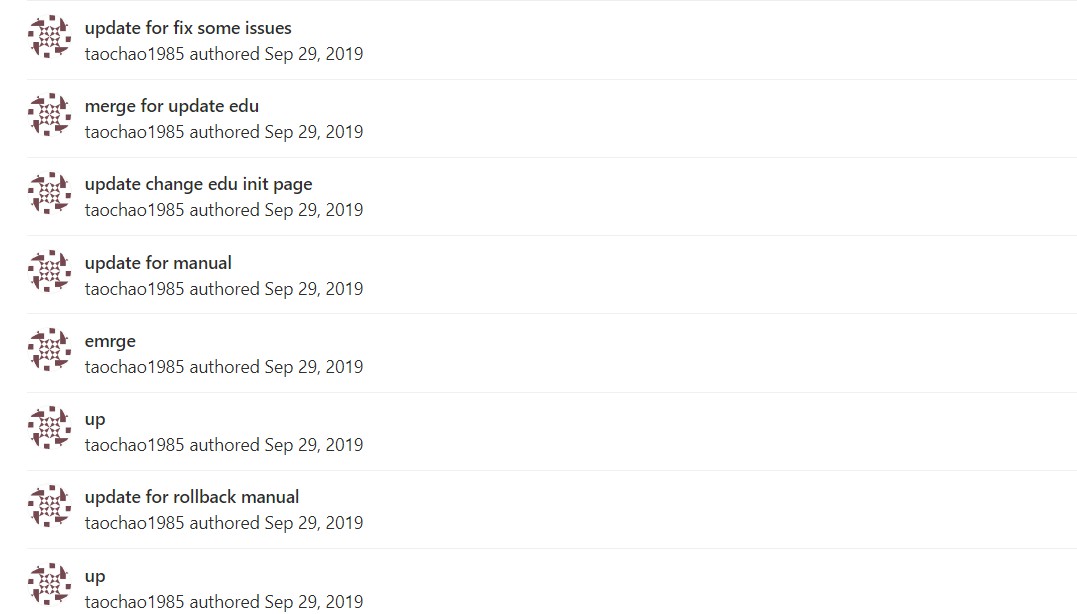 update for fix some issues
taochao1985 authored Sep 29, 2019
merge for update edu
taochao1985 authored Sep 29, 2019
update change edu init page
taochao1985 authored Sep 29, 2019
update for manual
taochao1985 authored Sep 29, 2019
emrge
taochao1985 authored Sep 29, 2019
up
taochao1985 authored Sep 29, 2019
update for rollback manual
taochao1985 authored Sep 29, 2019
up
taochao1985 authored Sep 29, 2019